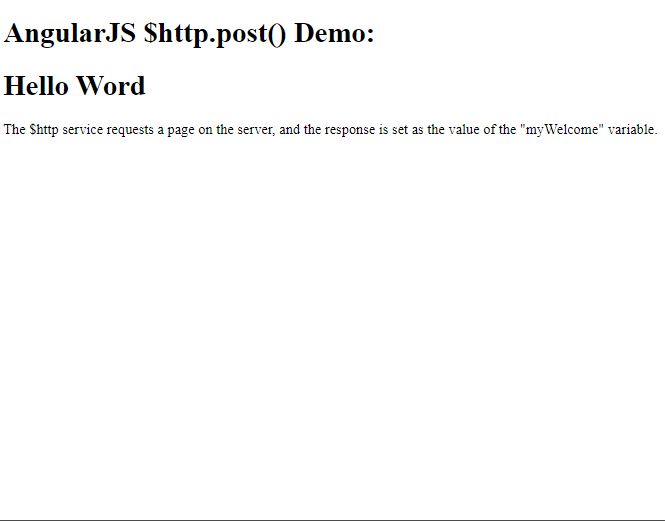 AngularJS $http.post() Demo:
Hello Word
The $http service requests a page on the server, and the response is set as the value of the "myWelcome" variable.